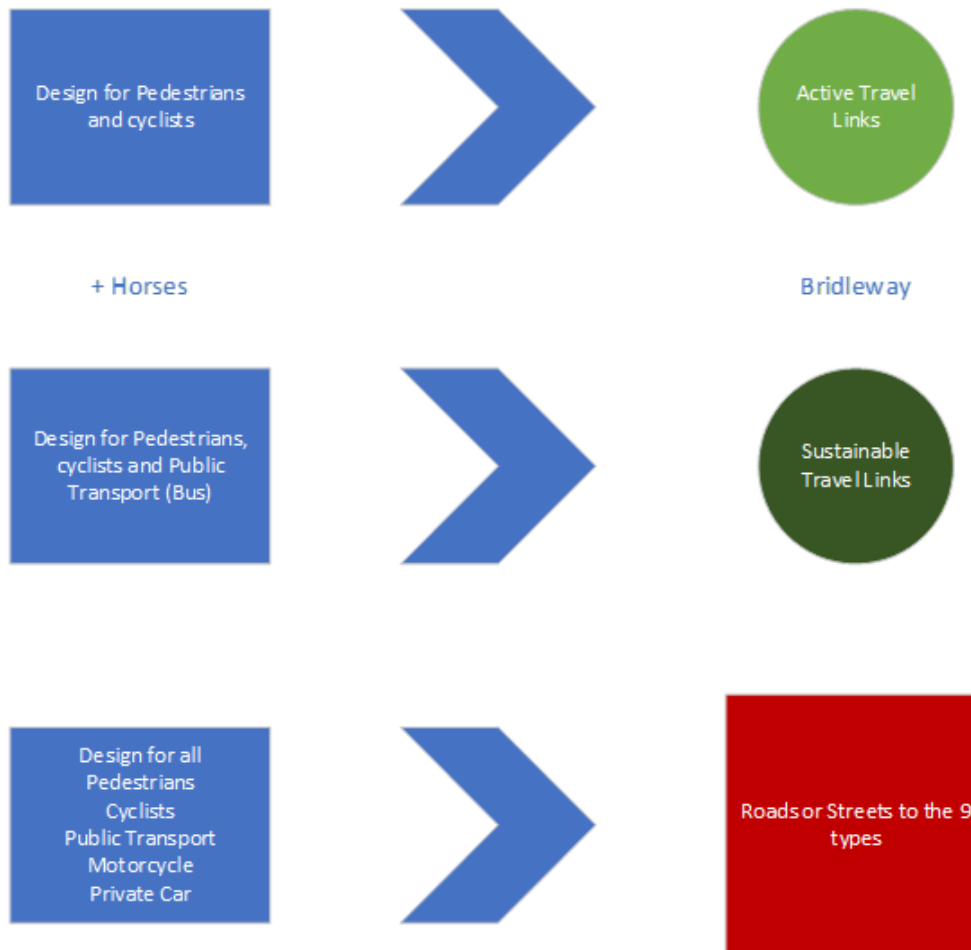 Design for Pedestrians
and cyclists
Active Travel
Links
+ Horses
Bridleway
Design for Pedestrians,
cyclists and Public
Transport (Bus)
Sustainable
Travel Links
Design for all
Pedestrians
Cyclists
Public Transport
Motorcycle
Private Car
Roads or Streets to the 9
types